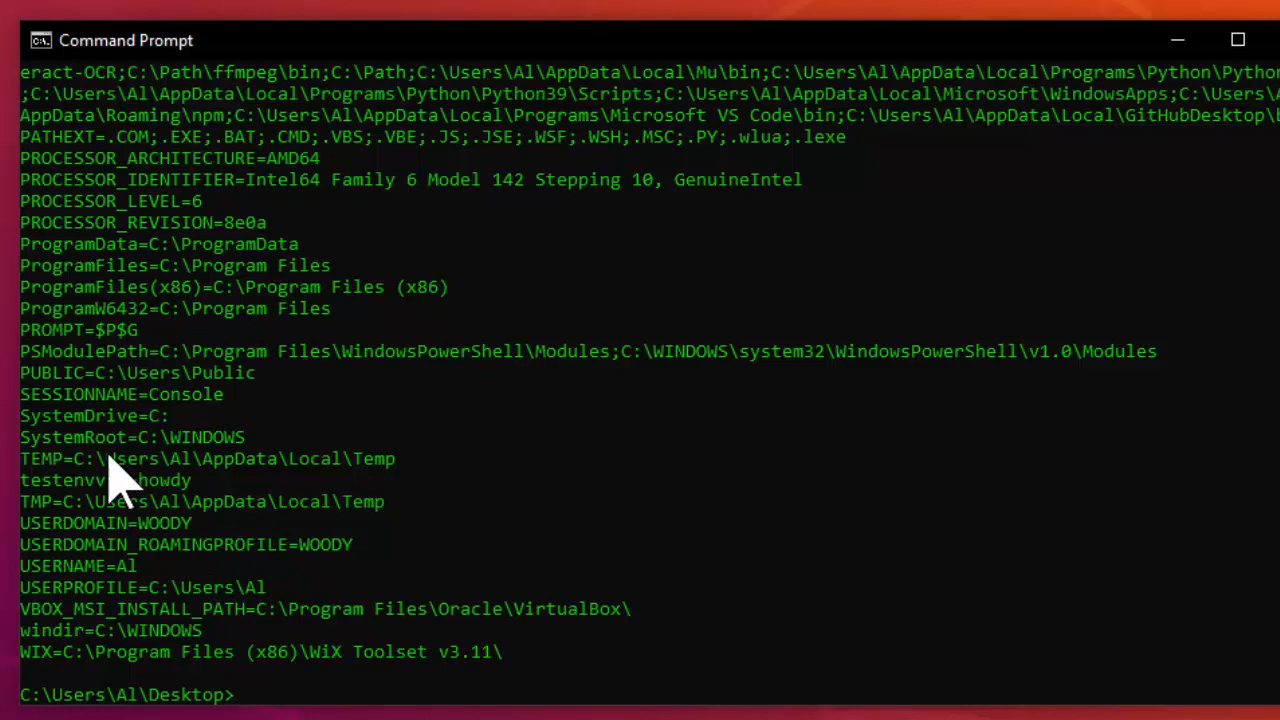 Command Prompt
eract-OCR;C:\Path\ffmpeg\bin;C:\Path;C:\Users\Al\AppData\Local\Mu\bin;C:\Users\Al\AppData\Local\Programs\Python\Python
;C:\Users\Al\AppData\Local\Programs\Python\Python39\Scripts;C:\Users\Al\AppData\Local\Microsoft\WindowsApps;C:\Users\
AppData\Roaming\npm;C:\Users\Al\AppData\Local\Programs\Microsoft VS Code\bin;C:\Users\Al\AppData\Local\GitHubDesktop\
PATHEXT=.COM;.EXE;.BAT;.CMD;.VBS;.VBE;.JS;.JSE;.WSF;.WSH;.MSC;.PY;.wlua;.lexe
PROCESSOR_ARCHITECTURE=AMD64
PROCESSOR_IDENTIFIER=Intel64 Family 6 Model 142 Stepping 10, GenuineIntel
PROCESSOR_LEVEL=6
PROCESSOR_REVISION=8e0a
ProgramData=C:\ProgramData
ProgramFiles=C:\Program Files
ProgramFiles(x86)=C:\Program Files (x86)
ProgramW6432=C:\Program Files
PROMPT=$P$G
PSModulePath=C:\Program Files\WindowsPowerShell\Modules;C:\WINDOWS\system32\WindowsPowerShell\v1.0\Modules
PUBLIC=C:\Users\Public
SESSIONNAME=Console
SystemDrive=C:
SystemRoot=C:\WINDOWS
TEMP=C:\Users\Al\AppData\Local\Temp
howdy
TMP=C:\Users\Al\AppData\Local\Temp
USERDOMAIN=WOODY
USERDOMAIN_ROAMINGPROFILE=WOODY
USERNAME=Al
USERPROFILE=C:\Users\Al
VBOX_MSI_INSTALL_PATH=C:\Program Files\Oracle\VirtualBox\
windir=C:\WINDOWS
WIX=C:\Program Files (x86)\WiX Toolset v3.11\
C:\Users\Al\Desktop>